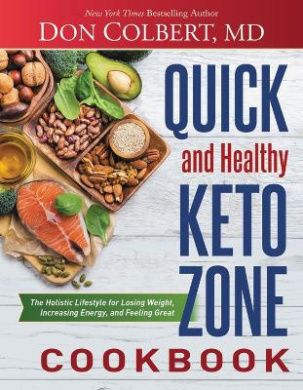 New York Times Bestselling Author
DON COLBERT, MD
QUICK
and Healthy
KETO
ZONE
The Holistic Lifestyle for Losing Weight,
Increasing Energy, and Feeling Great
COOKBOOK